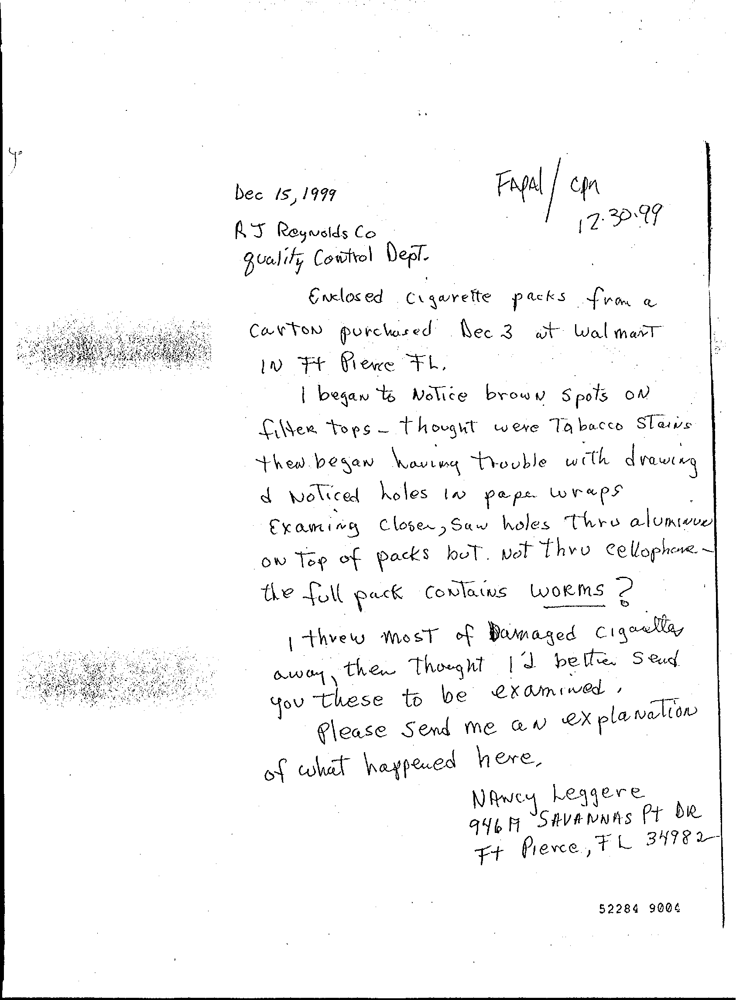 Dec 15, 1999
FAPAl / cpn
12-30-99
RJ Reynolds Co
quality Control Dept.
Enclosed cigarette packs from a
carton purchased Dec 3 at Walmart
IN Ft Pierce FL.
I began to Notice brown spots ON
filter tops - thought were Tabacco Stains
then began having trouble with drawing
& Noticed holes in paper wraps
Examing closer, Saw holes thru aluminum
on top of packs but not thru cellophane -
the full pack contains WORMS?
I threw most of Damaged cigarettes
away, then thought I'd better send
you these to be examined.
Please send me an explanation
of what happened here.
NANCY Leggere
946A SAVANNAS Pt DR
Ft Pierce, FL 34982
52284 9004